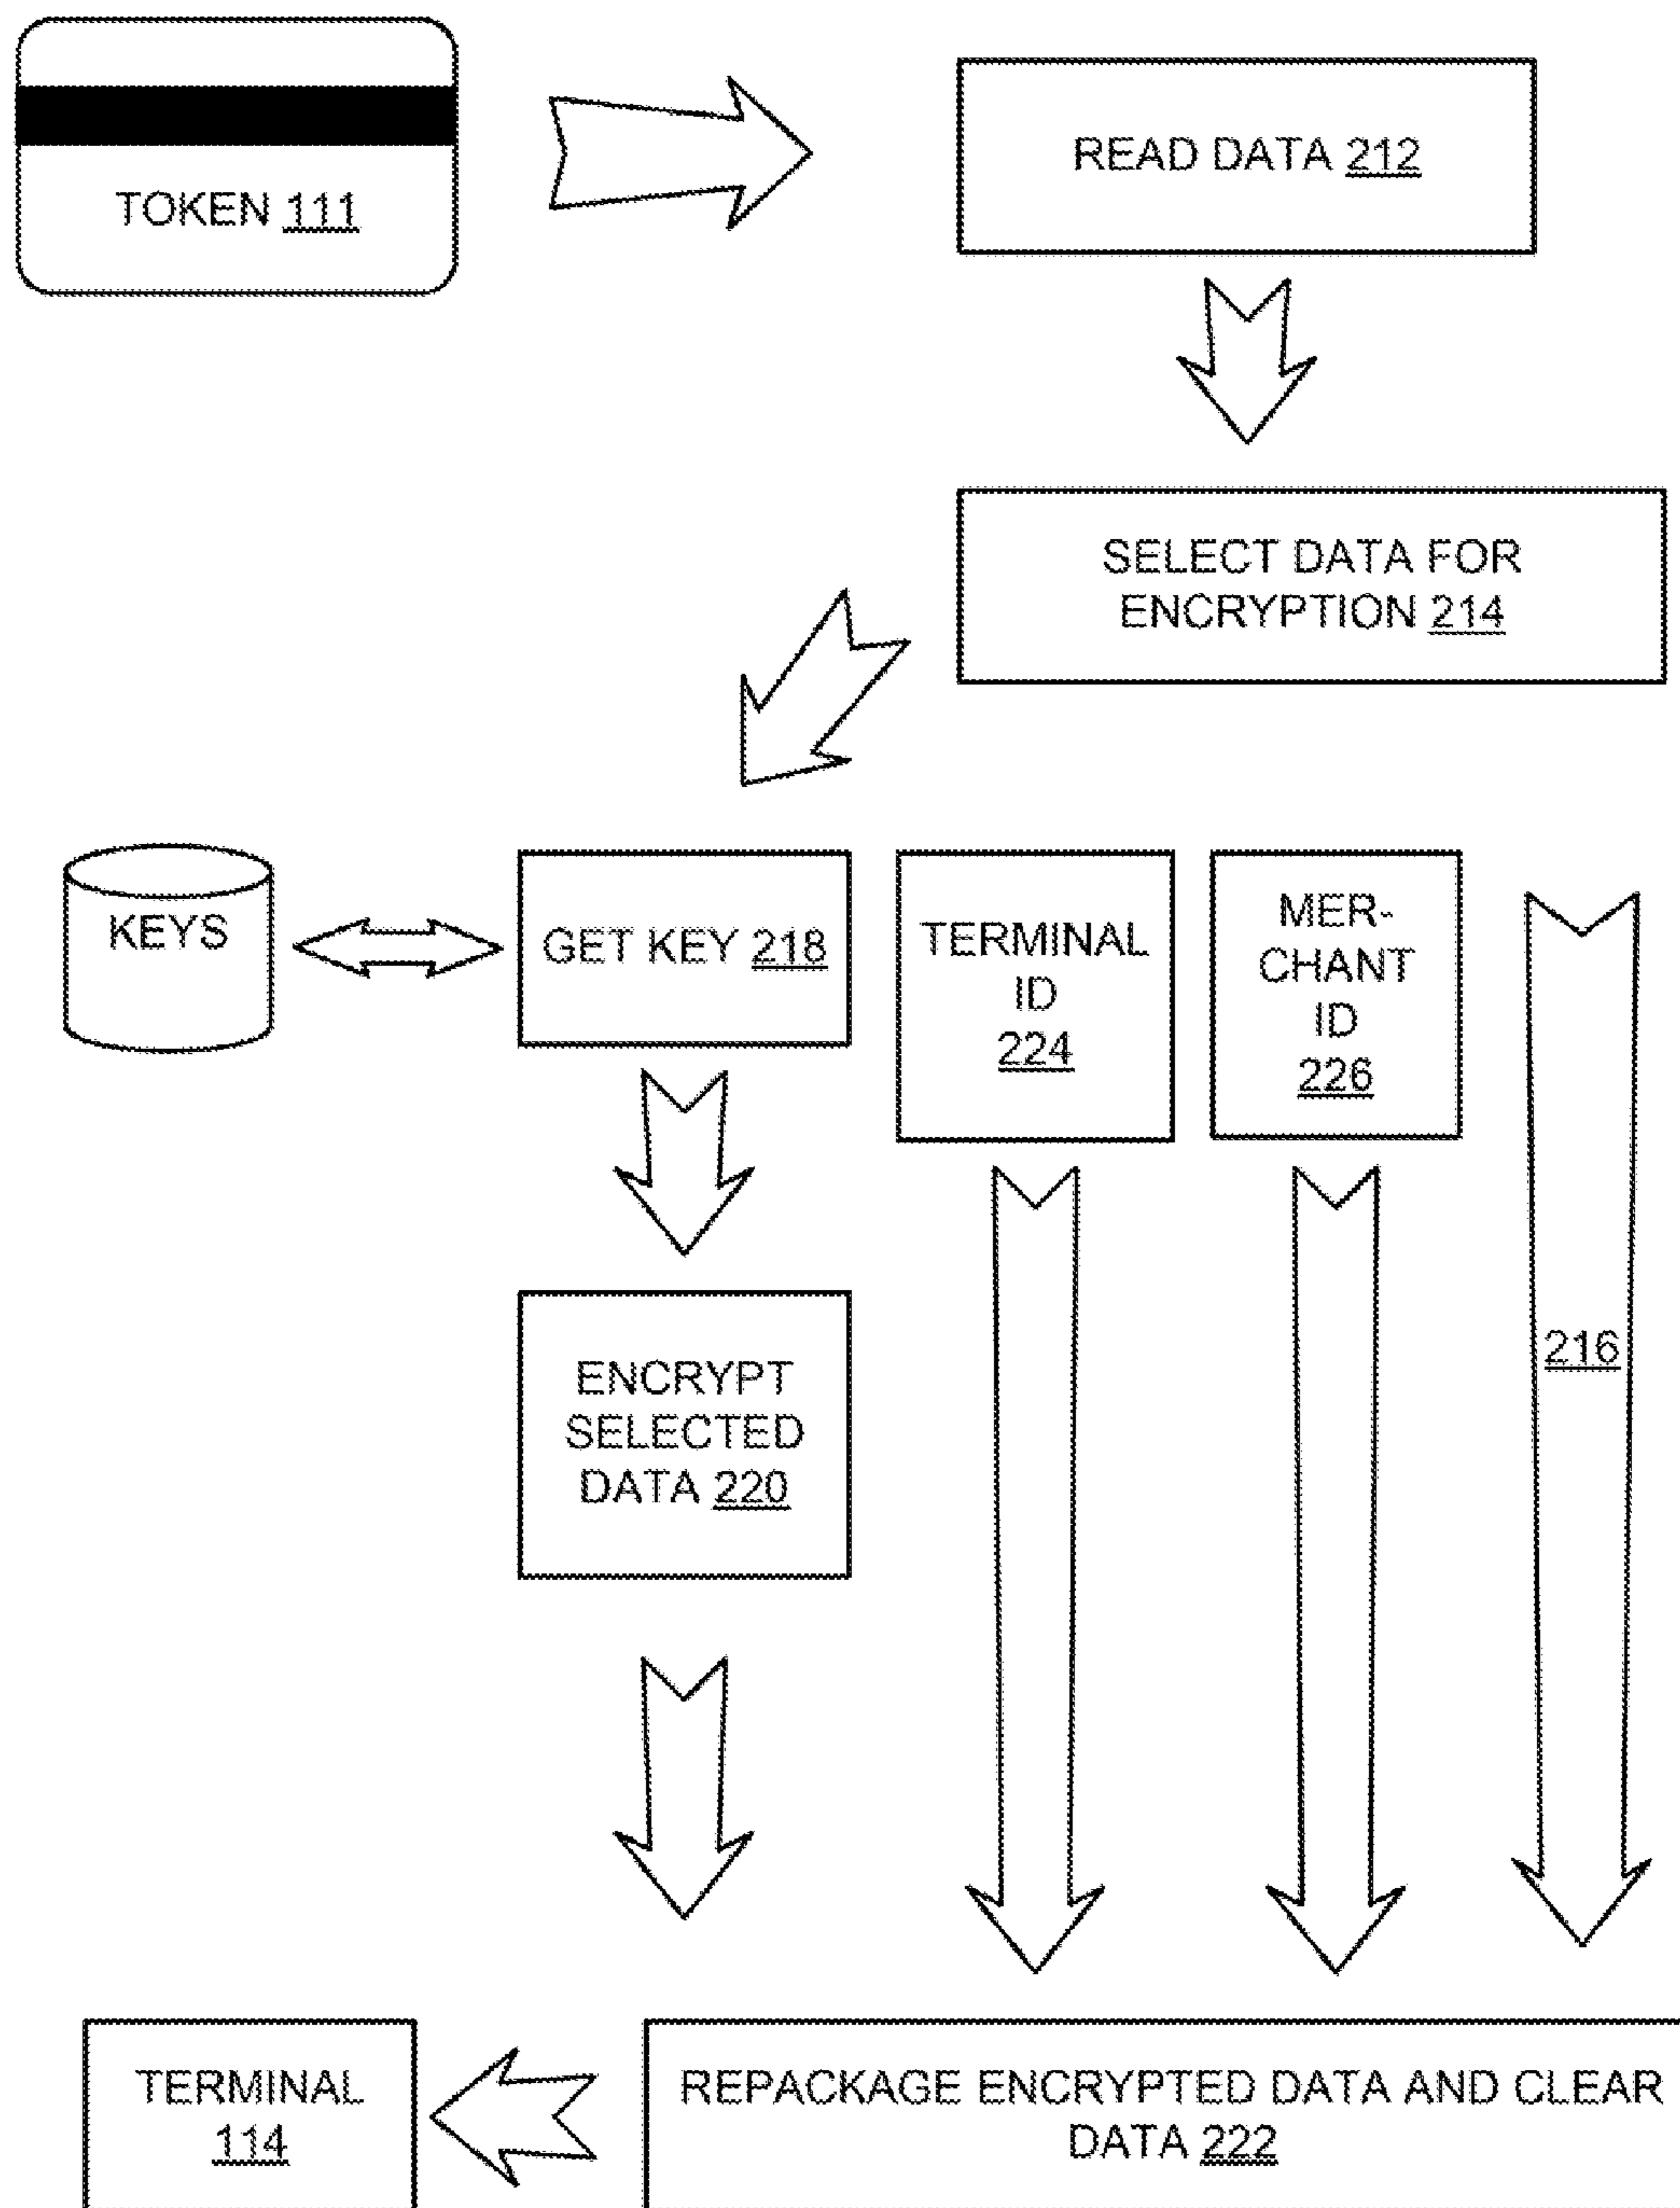 TOKEN 111
READ DATA 212
SELECT DATA FOR
ENCRYPTION 214
KEYS
GET KEY 218
TERMINAL
ID
224
MER-
CHANT
ID
226
216
ENCRYPT
SELECTED
DATA 220
TERMINAL
114
REPACKAGE ENCRYPTED DATA AND CLEAR
DATA 222